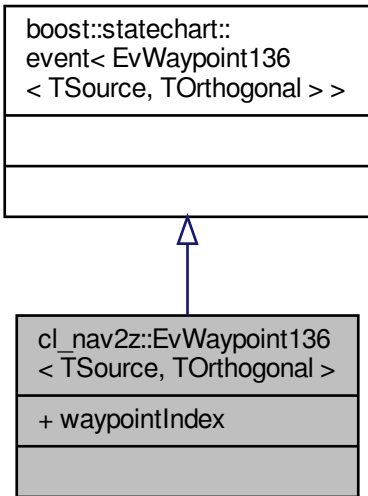 boost::statechart::
event< EvWaypoint136
< TSource, TOrthogonal > >
cl_nav2z::EvWaypoint136
< TSource, TOrthogonal >
+ waypointIndex